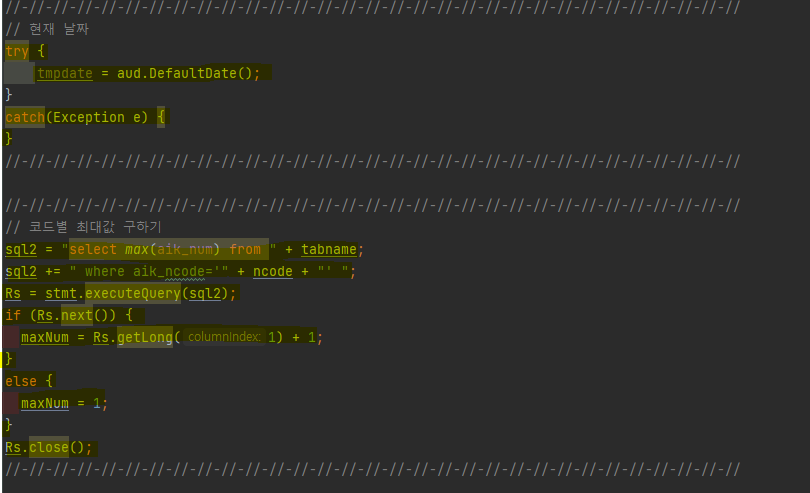 //-//-//-//-//-//-//-//-//-//-//-//-//-//-//-//-//-//-//-//-//-//-//-//-//-//-//-//-//-//-//
// 현재 날짜
try {
tmpdate = aud.DefaultDate();
}
catch(Exception e) {
}
//-//-//-//-//-//-//-//-//-//-//-//-//-//-//-//-//-//-//-//-//-//-//-//-//-//-//-//-//-//-//
//-//-//-//-//-//-//-//-//-//-//-//-//-//-//-//-//-//-//-//-//-//-//-//-//-//-//-//-//-//-//
// 코드별 최대값 구하기
sql2 = "select max(aik_num) from " + tabname;
sql2 += " where aik_ncode='" + ncode + "' ";
Rs = stmt.executeQuery(sql2);
if (Rs.next()) {
maxNum = Rs.getLong( columnIndex: 1) + 1;
}
else {
maxNum = 1;
}
Rs.close();
//-//-//-//-//-//-//-//-//-//-//-//-//-//-//-//-//-//-//-//-//-//-//-//-//-//-//-//-//-//-//